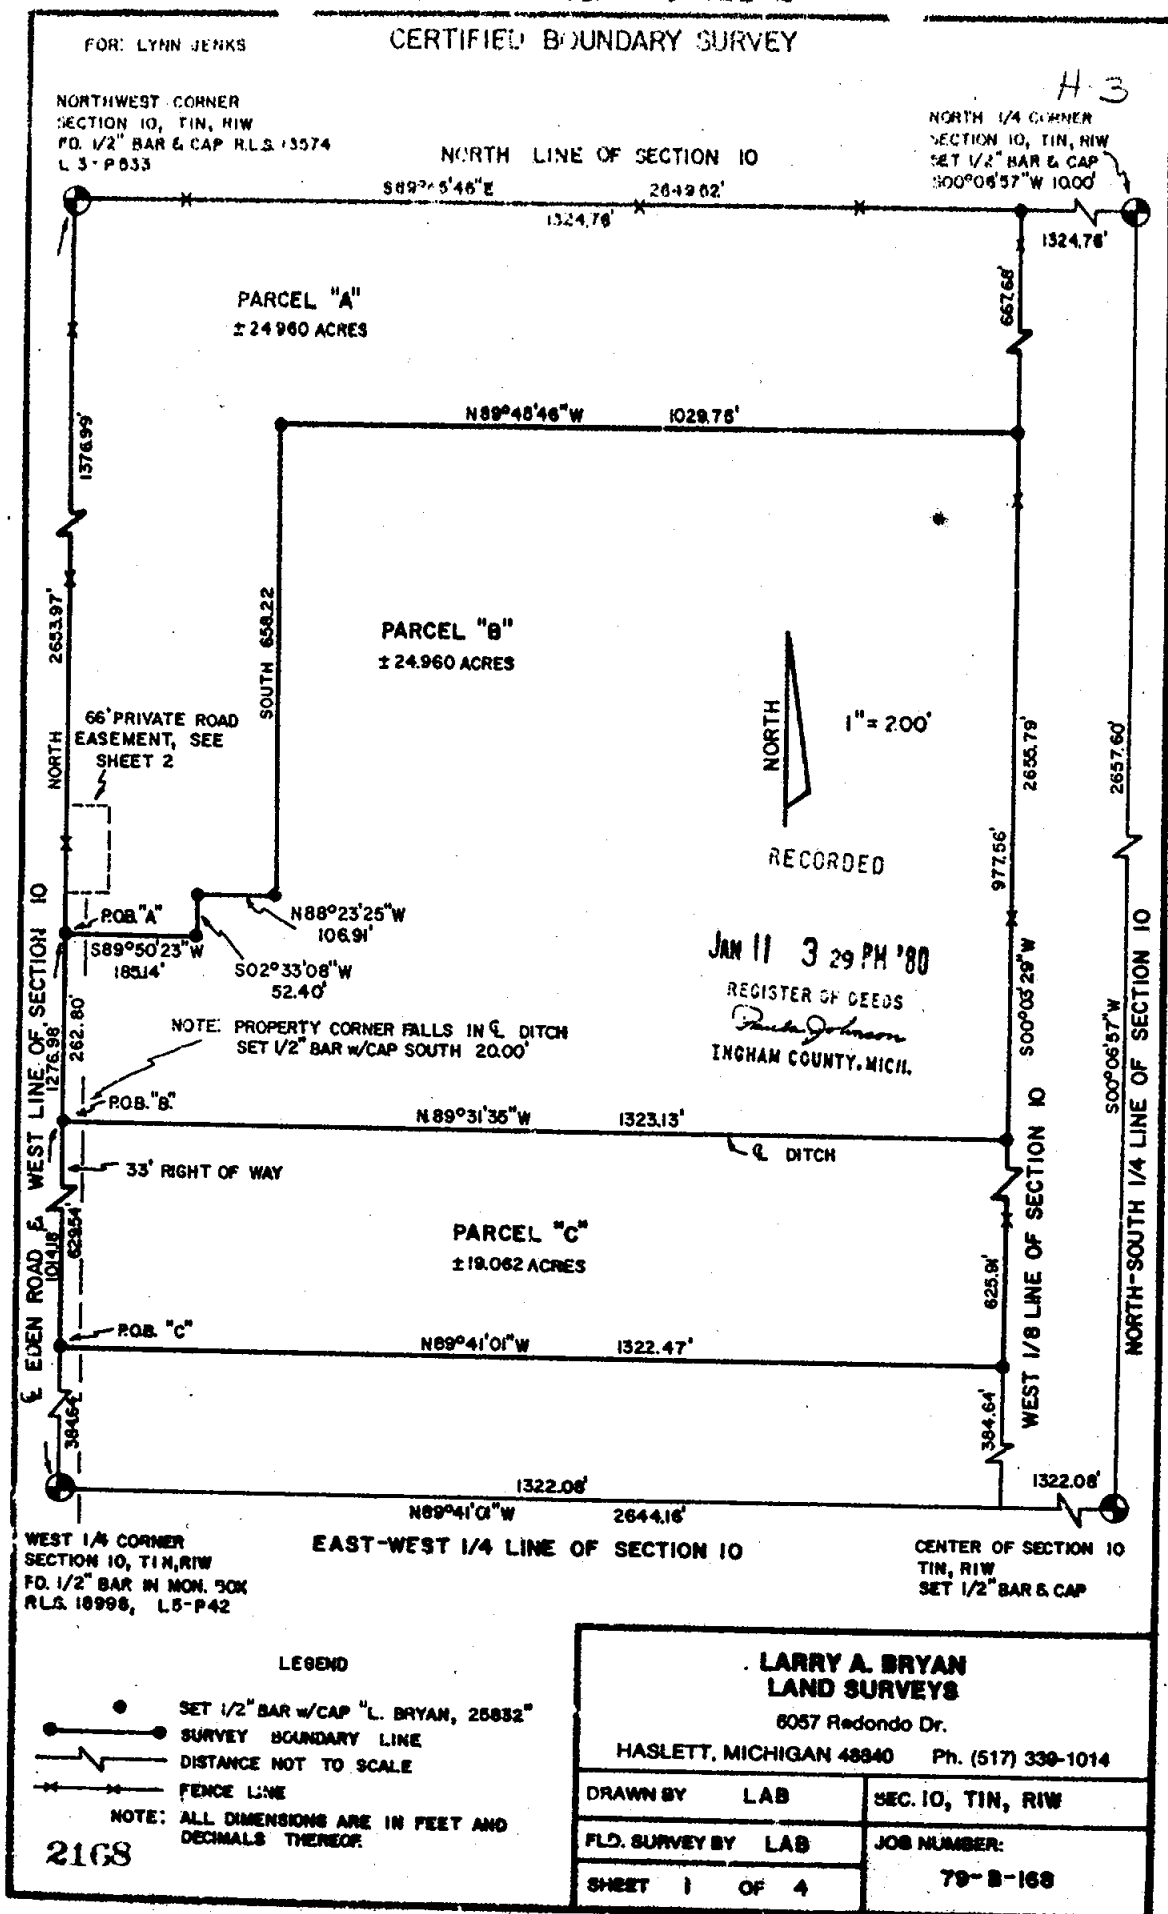 FOR: LYNN JENKS
CERTIFIED BOUNDARY SURVEY
H-3
NORTHWEST CORNER
SECTION 10, T1N, R1W
FD. 1/2" BAR & CAP R.L.S. 13574
L 3 - P 833
NORTH LINE OF SECTION 10
NORTH 1/4 CORNER
SECTION 10, T1N, R1W
SET 1/2" BAR & CAP
S00°06'57"W 10.00'
2649.62'
1324.76'
1324.76'
667.68'
PARCEL "A"
± 24.960 ACRES
1376.99'
N89°48'46"W 1029.76'
SOUTH 658.22
PARCEL "B"
± 24.960 ACRES
NORTH 2653.97'
66' PRIVATE ROAD
EASEMENT, SEE
SHEET 2
NORTH
1" = 200'
2655.79'
2657.60'
RECORDED
977.56'
P.O.B. "A"
N88°23'25"W
106.91'
S89°50'23"W
185.14'
S02°33'08"W
52.40'
JAN 11 3 29 PM '80
REGISTER OF DEEDS
Paula Johnson
INGHAM COUNTY, MICH.
S00°03'29"W
S00°06'57"W
1276.98
262.80'
NOTE: PROPERTY CORNER FALLS IN ℄ DITCH
SET 1/2" BAR w/CAP SOUTH 20.00'
P.O.B. "B"
N.89°31'35"W 1323.13'
℄ DITCH
33' RIGHT OF WAY
℄ EDEN ROAD & WEST LINE OF SECTION 10
1014.18'
629.54'
PARCEL "C"
± 19.062 ACRES
625.91'
WEST 1/8 LINE OF SECTION 10
NORTH-SOUTH 1/4 LINE OF SECTION 10
P.O.B. "C"
N89°41'01"W 1322.47'
384.64'
384.64'
1322.08'
1322.08'
N89°41'01"W 2644.16'
WEST 1/4 CORNER
SECTION 10, T1N, R1W
FD. 1/2" BAR IN MON. BOX
R.L.S. 18998, L5-P42
EAST-WEST 1/4 LINE OF SECTION 10
CENTER OF SECTION 10
T1N, R1W
SET 1/2" BAR & CAP
LEGEND
SET 1/2" BAR w/CAP "L. BRYAN, 25832"
SURVEY BOUNDARY LINE
DISTANCE NOT TO SCALE
FENCE LINE
NOTE: ALL DIMENSIONS ARE IN FEET AND
DECIMALS THEREOF.
2168
LARRY A. BRYAN
LAND SURVEYS
6057 Redondo Dr.
HASLETT, MICHIGAN 48840 Ph. (517) 339-1014
DRAWN BY LAB
SEC. 10, T1N, R1W
FLD. SURVEY BY LAB
JOB NUMBER:
79-B-168
SHEET 1 OF 4